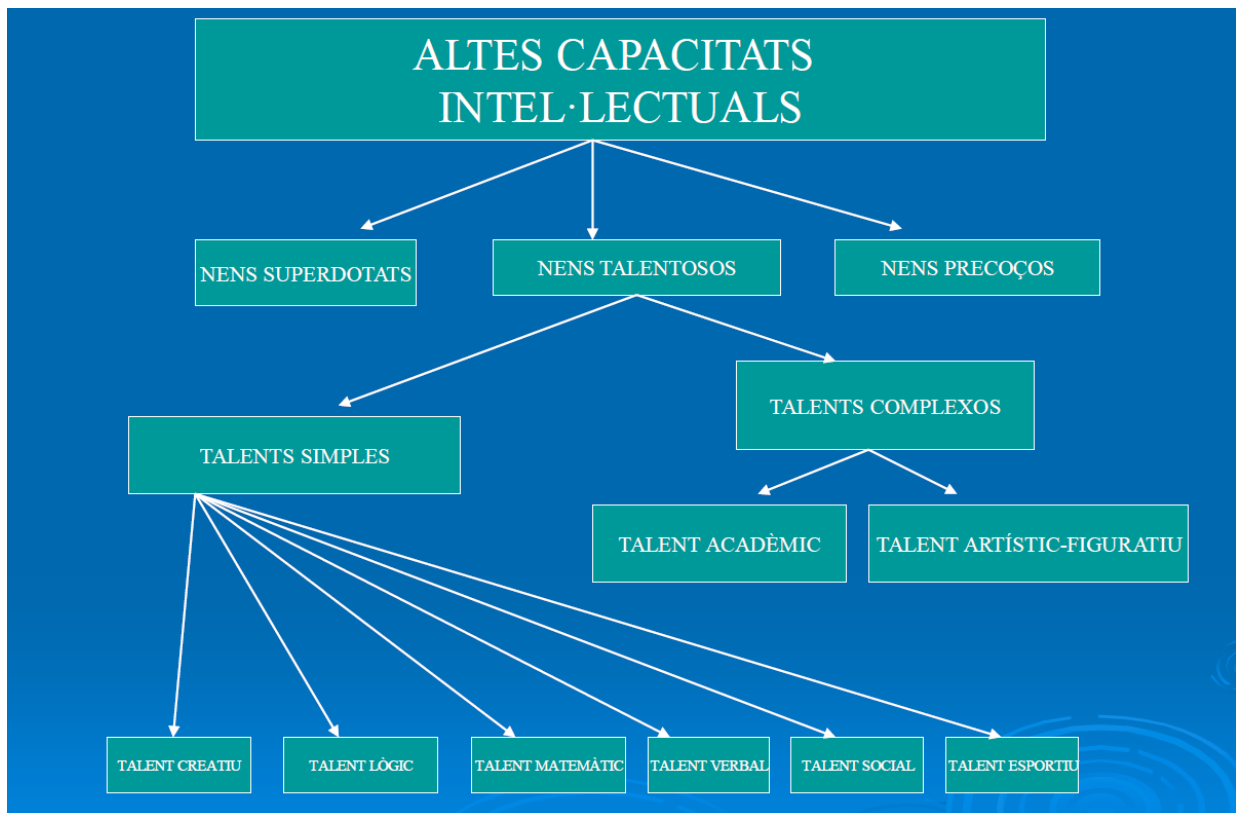 ALTES CAPACITATS
INTEL·LECTUALS
NENS SUPERDOTATS
NENS TALENTOSOS
NENS PRECOÇOS
TALENTS COMPLEXOS
TALENTS SIMPLES
TALENT ACADÈMIC
TALENT ARTÍSTIC-FIGURATIU
TALENT CREATIU
TALENT LÒGIC
TALENT MATEMÀTIC
TALENT VERBAL
TALENT SOCIAL
TALENT ESPORTIU